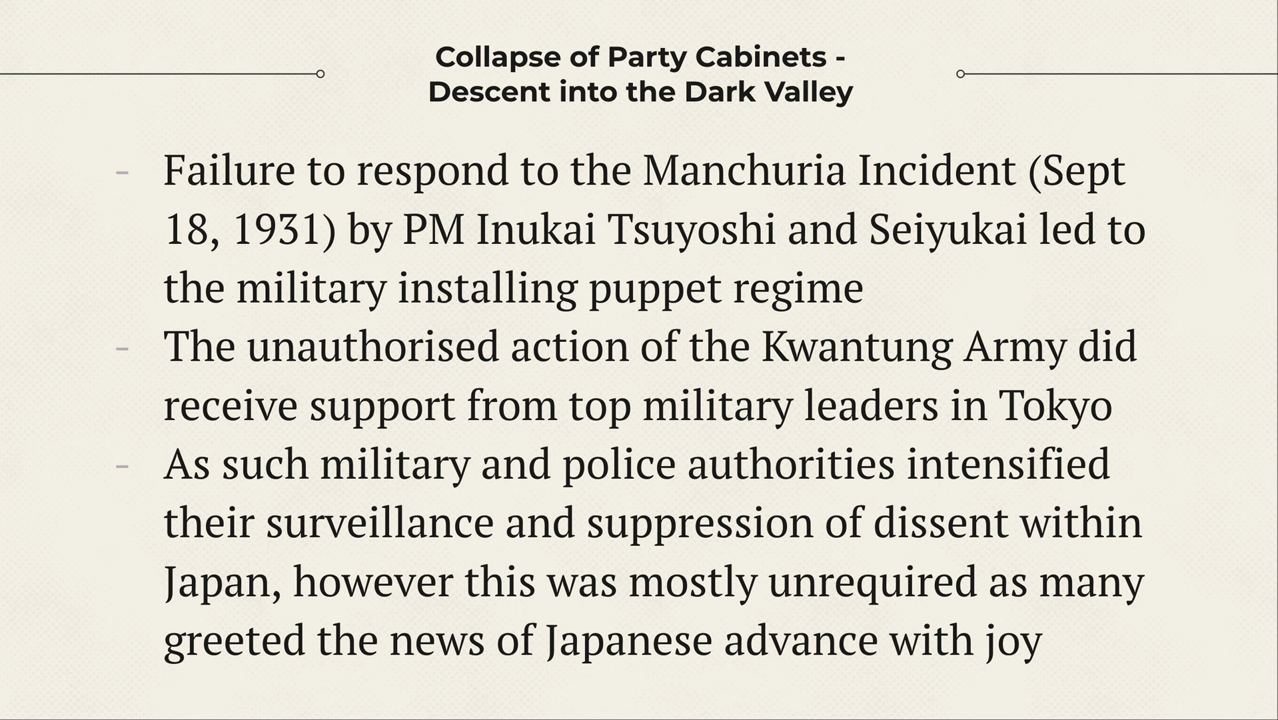 Collapse of Party Cabinets -
Descent into the Dark Valley
- Failure to respond to the Manchuria Incident (Sept
18, 1931) by PM Inukai Tsuyoshi and Seiyukai led to
the military installing puppet regime
- The unauthorised action of the Kwantung Army did
receive support from top military leaders in Tokyo
- As such military and police authorities intensified
their surveillance and suppression of dissent within
Japan, however this was mostly unrequired as many
greeted the news of Japanese advance with joy